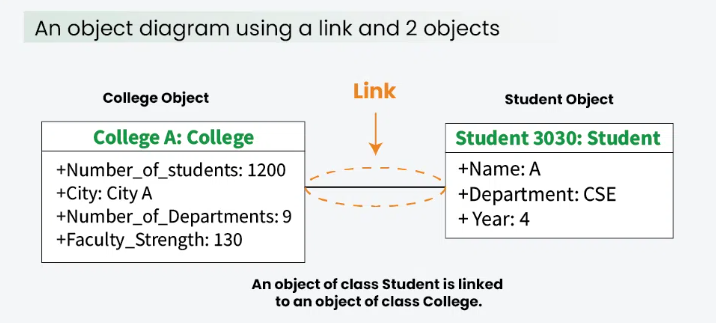 An object diagram using a link and 2 objects
College Object
Link
Student Object
College A: College
+Number_of_students: 1200
+City: City A
+Number_of_Departments: 9
+Faculty_Strength: 130
Student 3030: Student
+Name: A
+Department: CSE
+ Year: 4
An object of class Student is linked
to an object of class College.